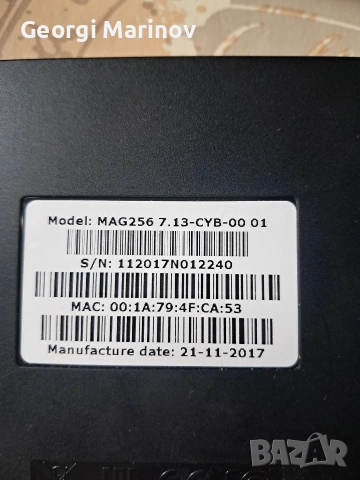 Georgi Marinov
Model: MAG256 7.13-CYB-00 01
S/N: 112017N012240
MAC: 00:1A:79:4F:CA:53
Manufacture date: 21-11-2017
BAZAR